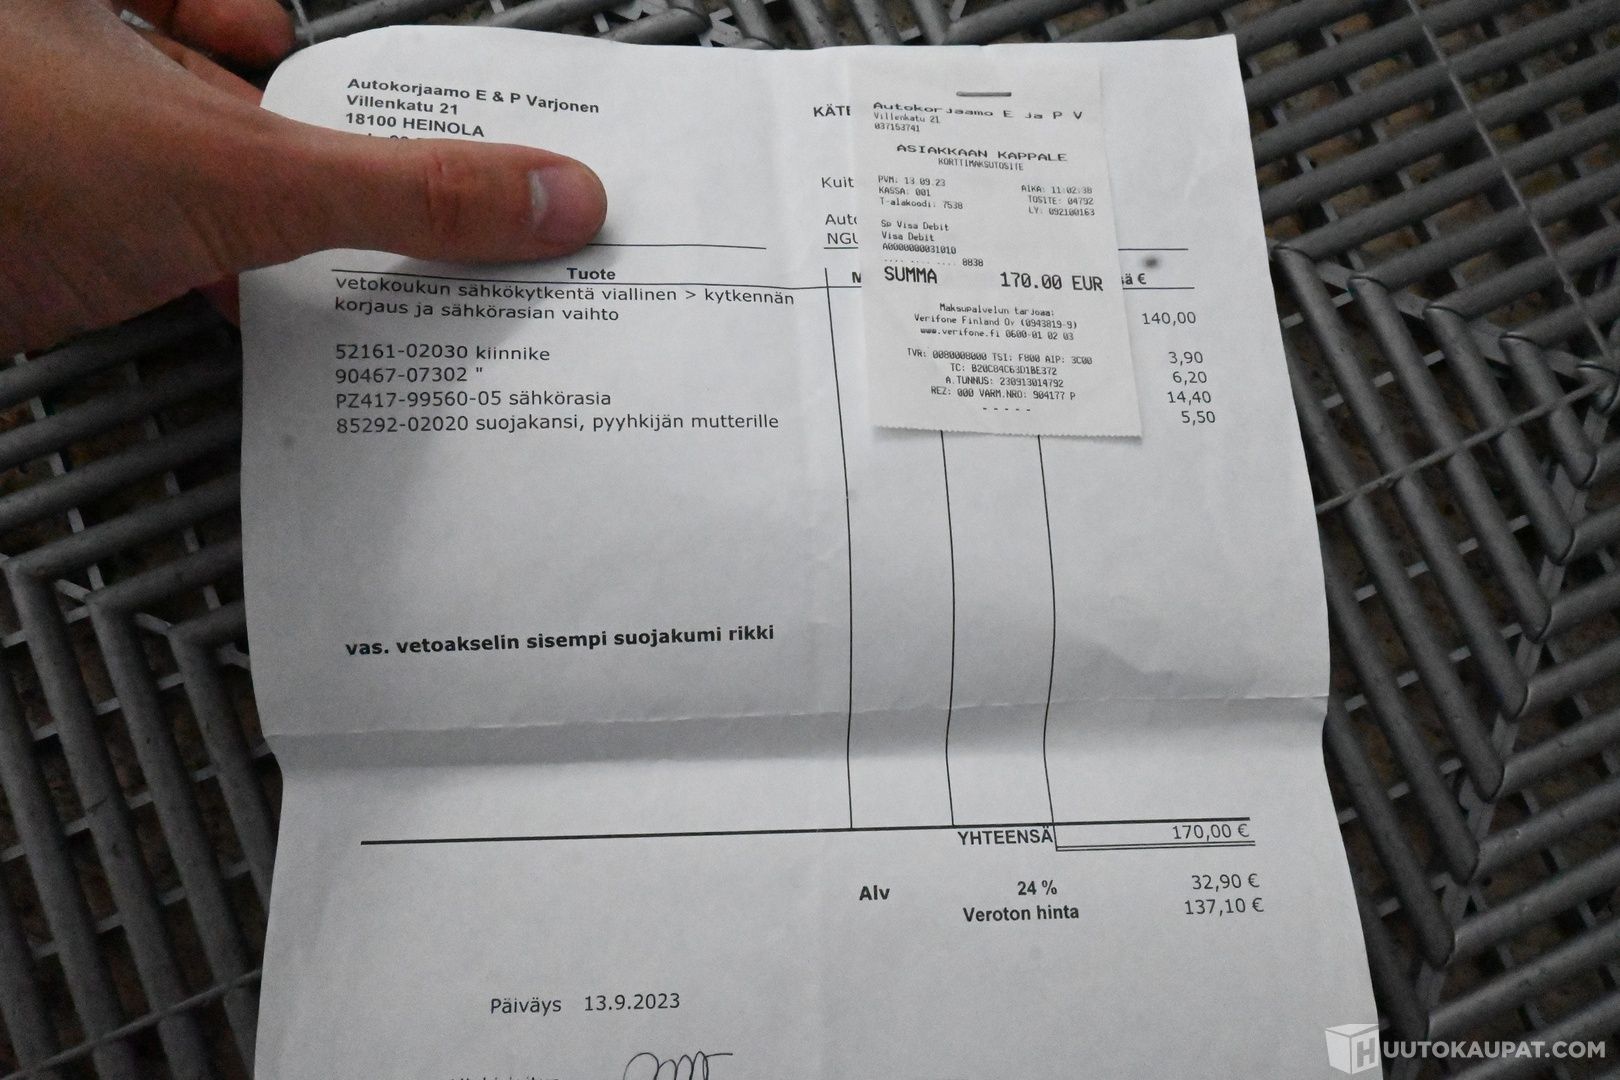 Autokorjaamo E & P Varjonen
Villenkatu 21
18100 HEINOLA
KÄTE
Kuit
Auto
NGU
Autokorjaamo E ja P V
Villenkatu 21
037153741
ASIAKKAAN KAPPALE
KORTTIMAKSUTOSITE
PVM: 13.09.23 AIKA: 11:02:38
KASSA: 001 TOSITE: 04792
T-alakoodi: 7538 LY: 092100163
Sp Visa Debit
Visa Debit
A0000000031010
.... .... .... 8838
SUMMA 170.00 EUR
Maksupalvelun tarjoaa:
Verifone Finland Oy (0943819-9)
www.verifone.fi 0600-01 02 03
TVR: 0080008000 TSI: F800 AIP: 3C00
TC: B20C84C63D1BE372
A.TUNNUS: 230913014792
REZ: 000 VARM.NRO: 904177 P
- - - - -
Tuote M sä €
vetokoukun sähkökytkentä viallinen > kytkennän
korjaus ja sähkörasian vaihto 140,00
52161-02030 kiinnike 3,90
90467-07302 " 6,20
PZ417-99560-05 sähkörasia 14,40
85292-02020 suojakansi, pyyhkijän mutterille 5,50
vas. vetoakselin sisempi suojakumi rikki
YHTEENSÄ 170,00 €
Alv 24 % 32,90 €
Veroton hinta 137,10 €
Päiväys 13.9.2023
HUUTOKAUPAT.COM